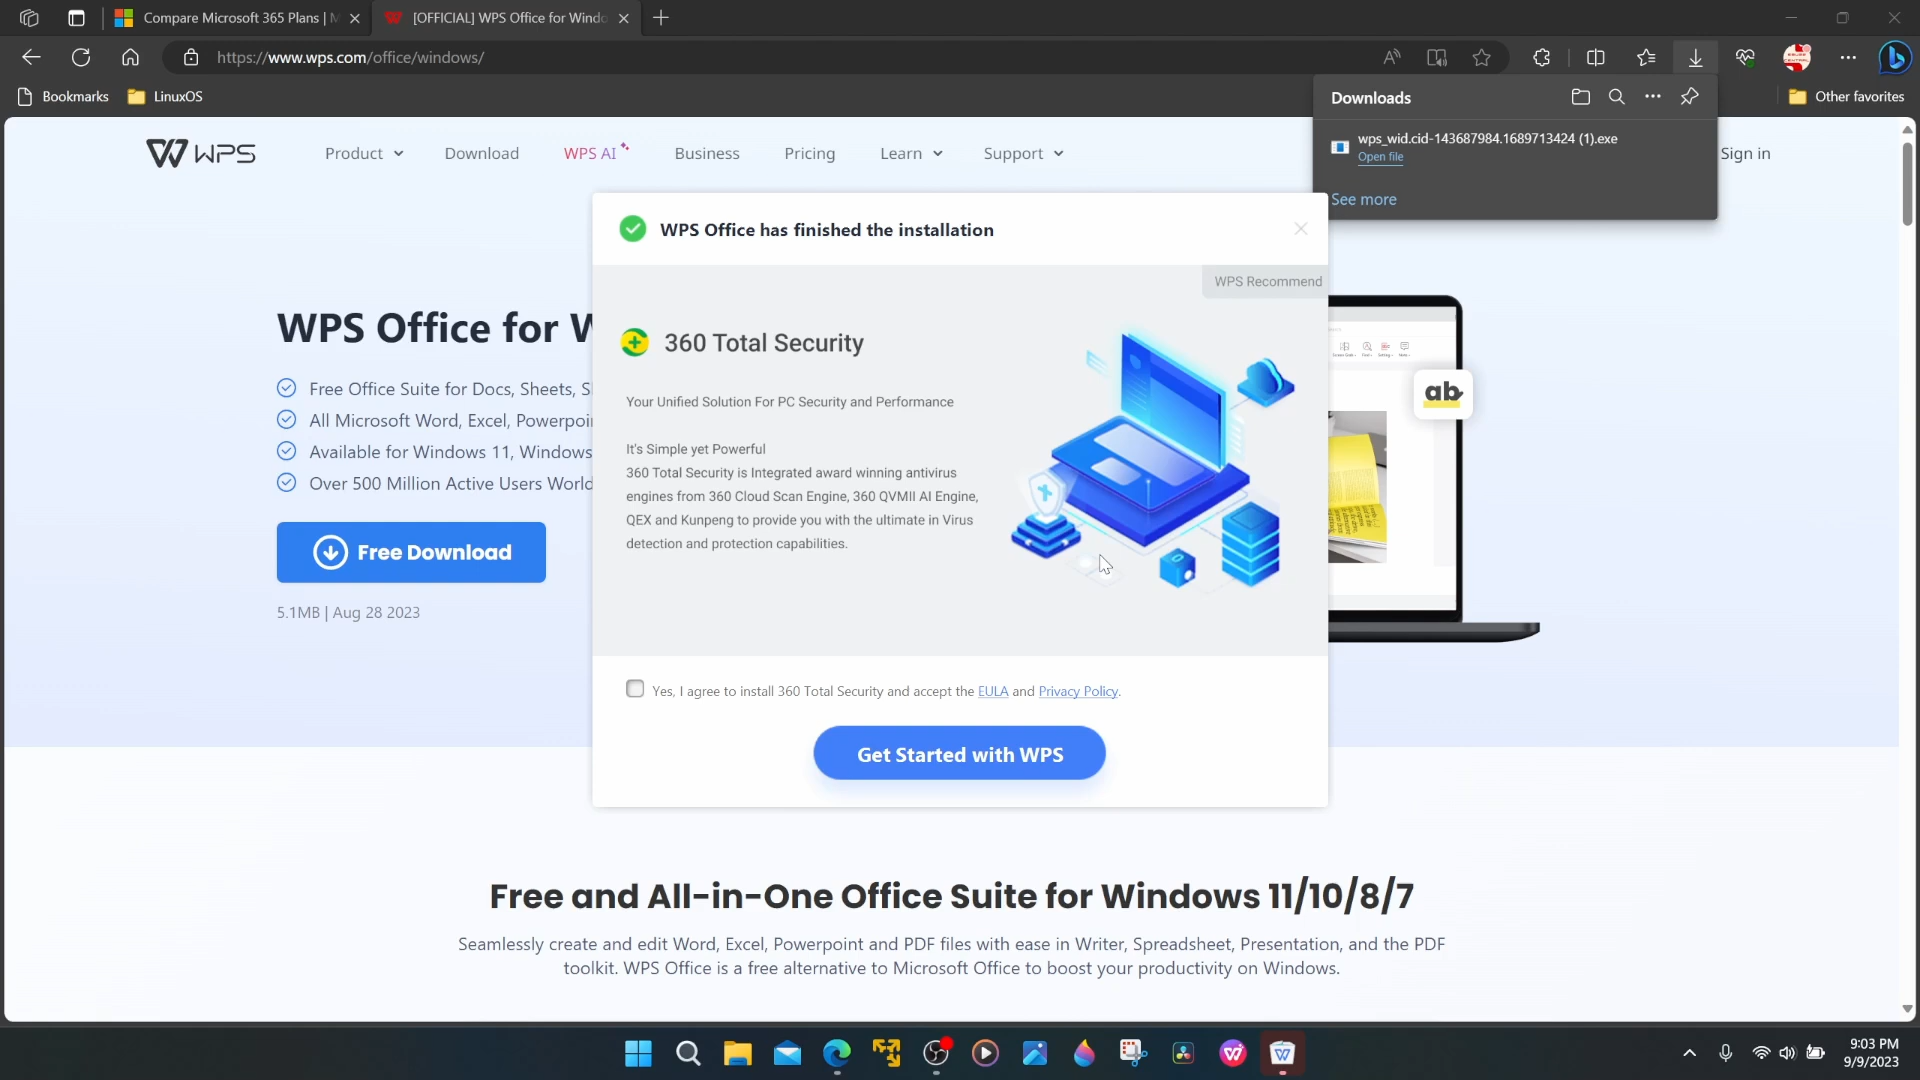 Compare Microsoft 365 Plans | M
[OFFICIAL] WPS Office for Windo
https://www.wps.com/office/windows/
Bookmarks
LinuxOS
Other favorites
Downloads
wps_wid.cid-143687984.1689713424 (1).exe
Open file
See more
WPS
Product
Download
WPS AI
Business
Pricing
Learn
Support
Sign in
WPS Office has finished the installation
WPS Recommend
360 Total Security
Your Unified Solution For PC Security and Performance
It's Simple yet Powerful
360 Total Security is Integrated award winning antivirus
engines from 360 Cloud Scan Engine, 360 QVMII AI Engine,
QEX and Kunpeng to provide you with the ultimate in Virus
detection and protection capabilities.
Yes, I agree to install 360 Total Security and accept the EULA and Privacy Policy.
Get Started with WPS
WPS Office for W
Free Office Suite for Docs, Sheets, S
All Microsoft Word, Excel, Powerpoi
Available for Windows 11, Windows
Over 500 Million Active Users World
Free Download
5.1MB | Aug 28 2023
ab
Free and All-in-One Office Suite for Windows 11/10/8/7
Seamlessly create and edit Word, Excel, Powerpoint and PDF files with ease in Writer, Spreadsheet, Presentation, and the PDF
toolkit. WPS Office is a free alternative to Microsoft Office to boost your productivity on Windows.
9:03 PM
9/9/2023